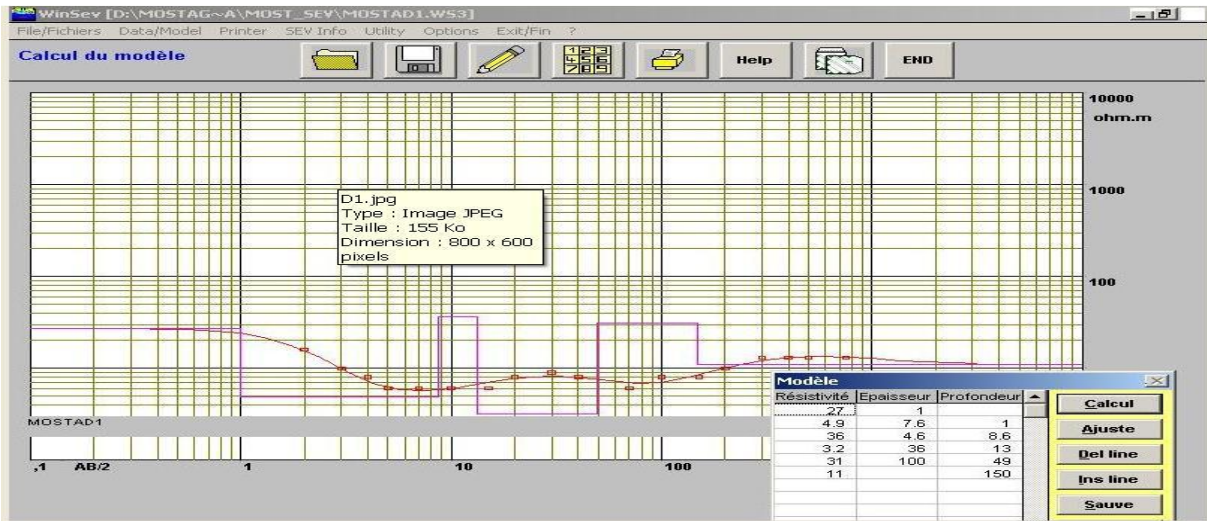 WinSev [D:\MOSTAG~A\MOST_SEV\MOSTAD1.WS3]
File/Fichiers Data/Model Printer SEV Info Utility Options Exit/Fin ?
Calcul du modèle
Help
END
10000
ohm.m
D1.jpg
Type : Image JPEG
Taille : 155 Ko
Dimension : 800 x 600
pixels
1000
100
MOSTAD1
,1 AB/2 1 10 100
Modèle
Résistivité Epaisseur Profondeur
27 1
4.9 7.6 1
36 4.6 8.6
3.2 36 13
31 100 49
11 150
Calcul
Ajuste
Del line
Ins line
Sauve